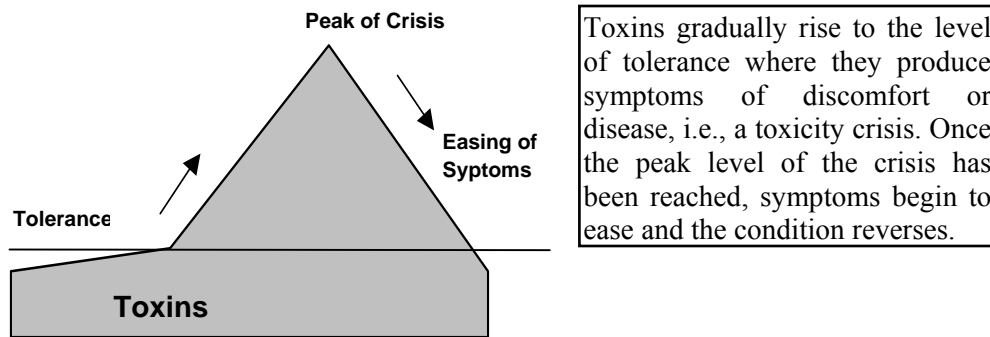 Peak of Crisis
Easing of
Syptoms
Tolerance
Toxins
Toxins gradually rise to the level
of tolerance where they produce
symptoms of discomfort or
disease, i.e., a toxicity crisis. Once
the peak level of the crisis has
been reached, symptoms begin to
ease and the condition reverses.